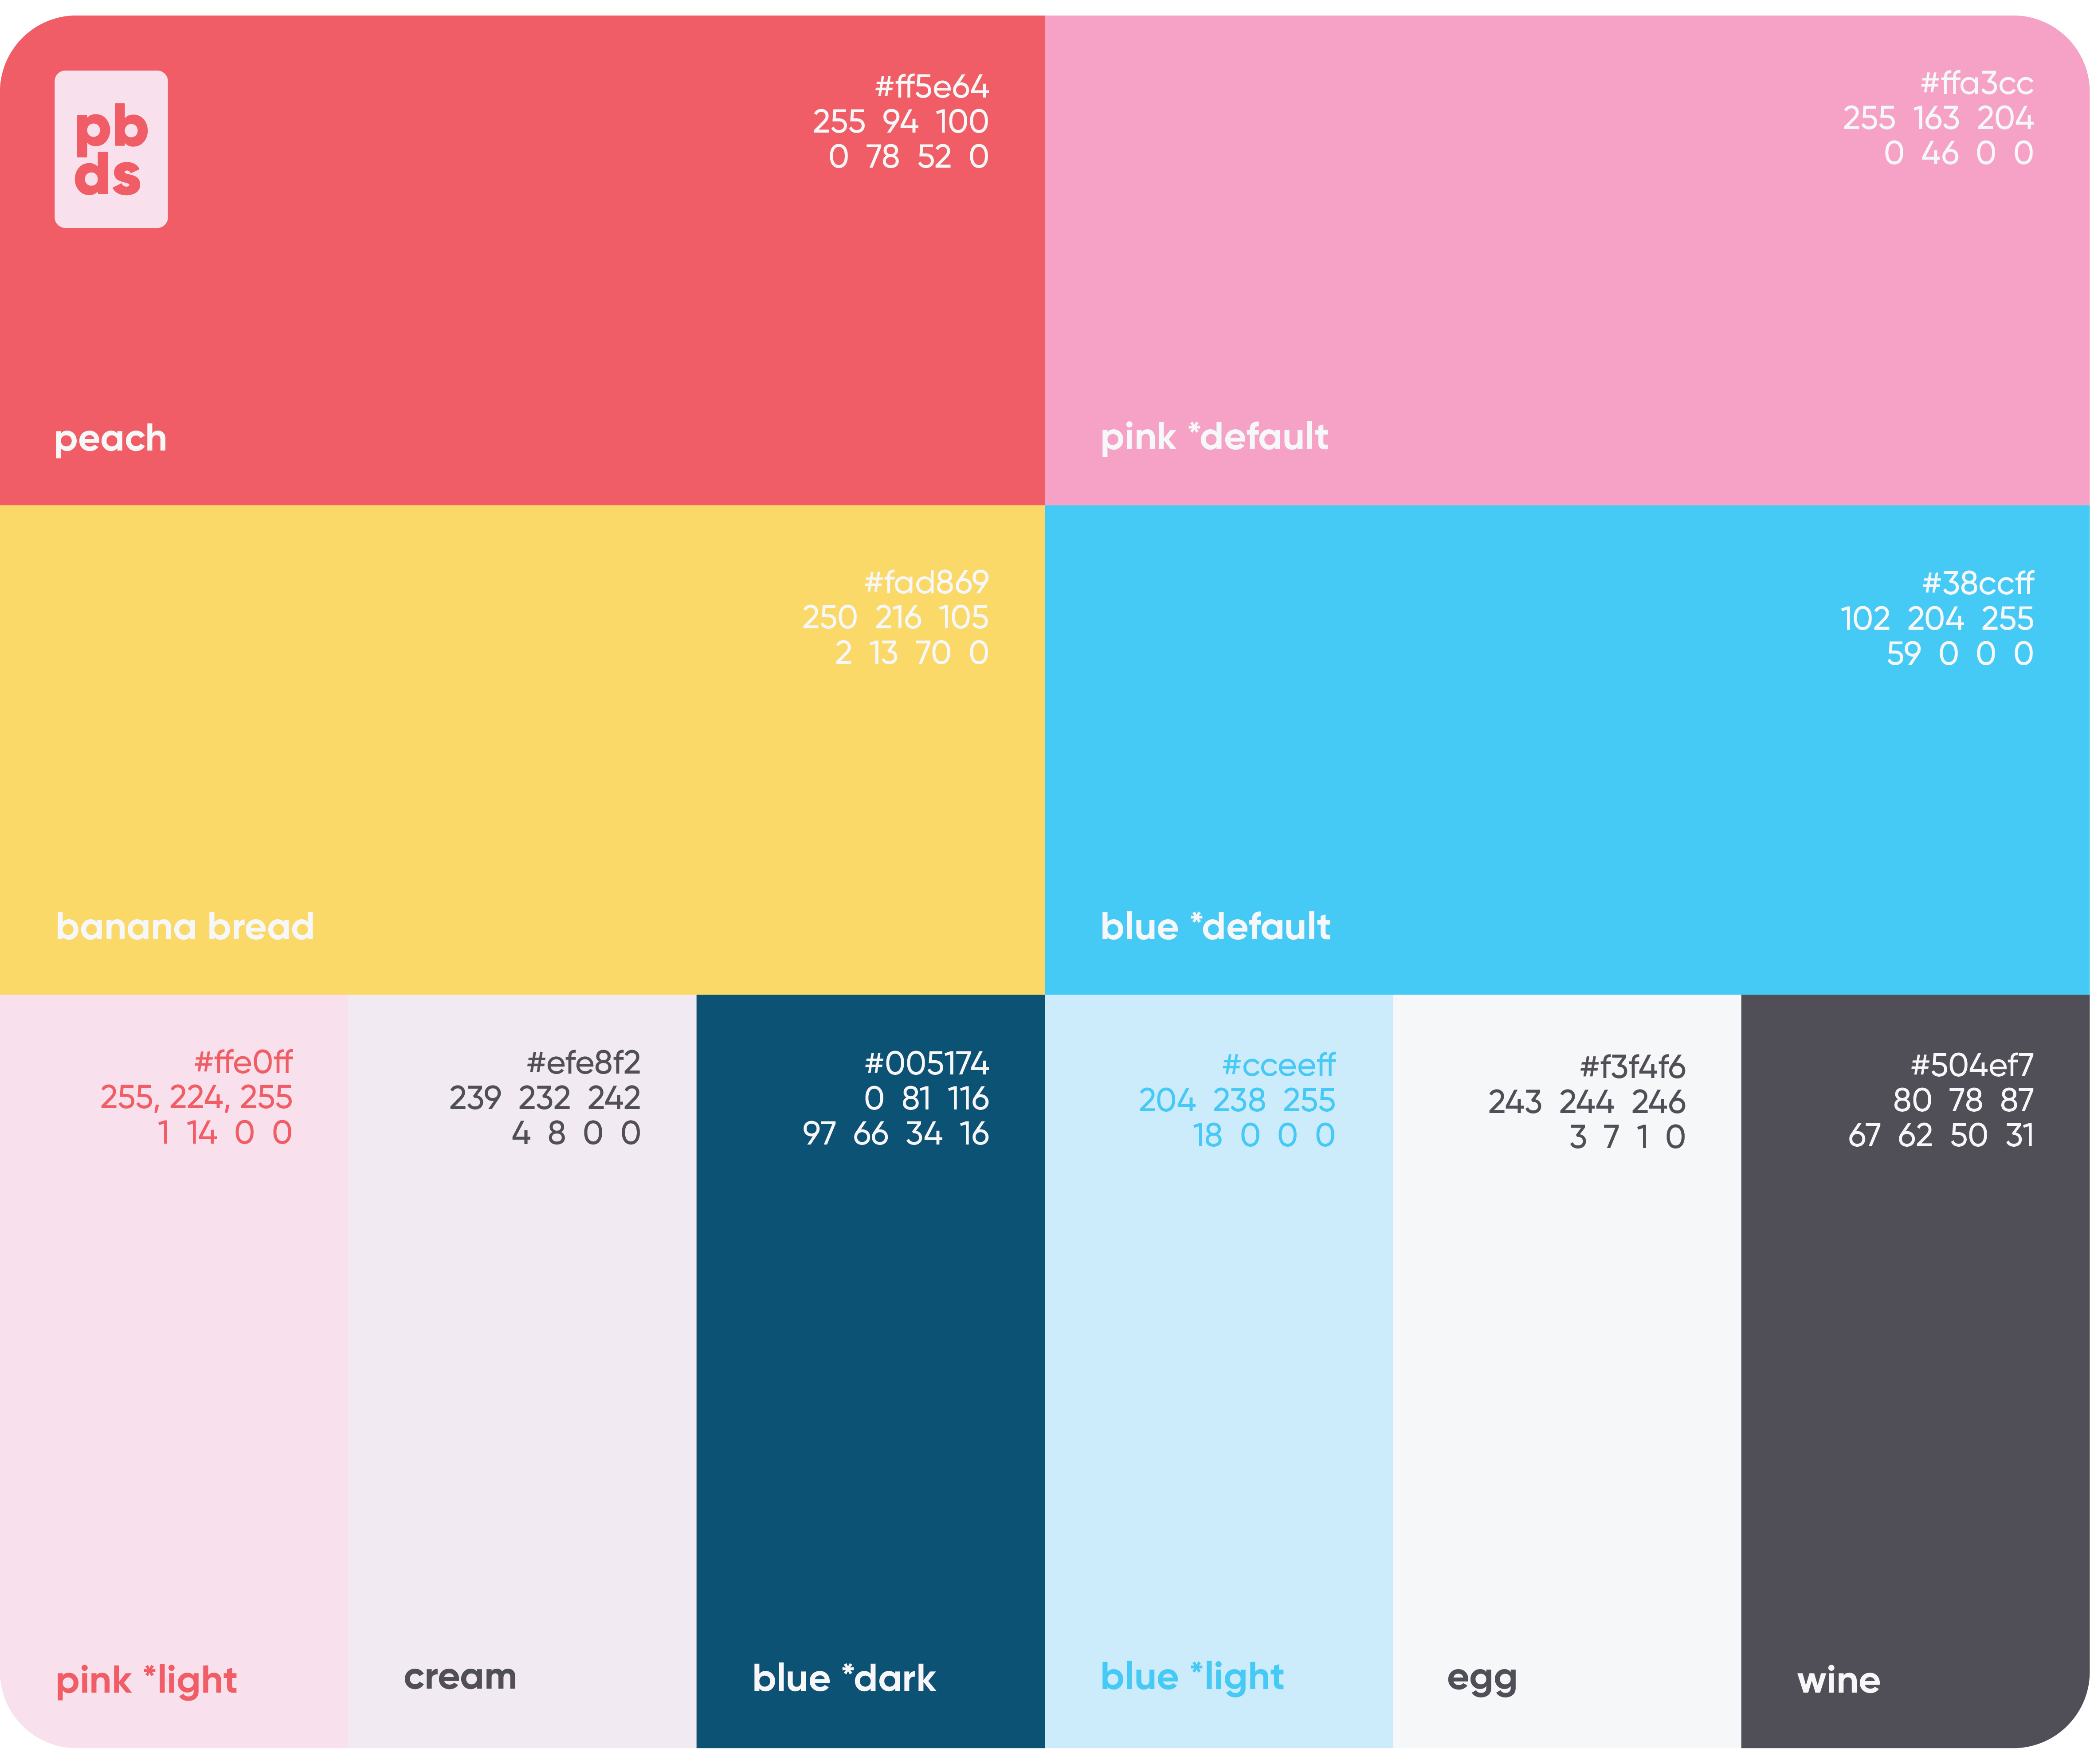 pb
ds
#ff5e64
255 94 100
0 78 52 0
peach
#ffa3cc
255 163 204
0 46 0 0
pink *default
#fad869
250 216 105
2 13 70 0
banana bread
#38ccff
102 204 255
59 0 0 0
blue *default
#ffe0ff
255, 224, 255
1 14 0 0
pink *light
#efe8f2
239 232 242
4 8 0 0
cream
#005174
0 81 116
97 66 34 16
blue *dark
#cceeff
204 238 255
18 0 0 0
blue *light
#f3f4f6
243 244 246
3 7 1 0
egg
#504ef7
80 78 87
67 62 50 31
wine